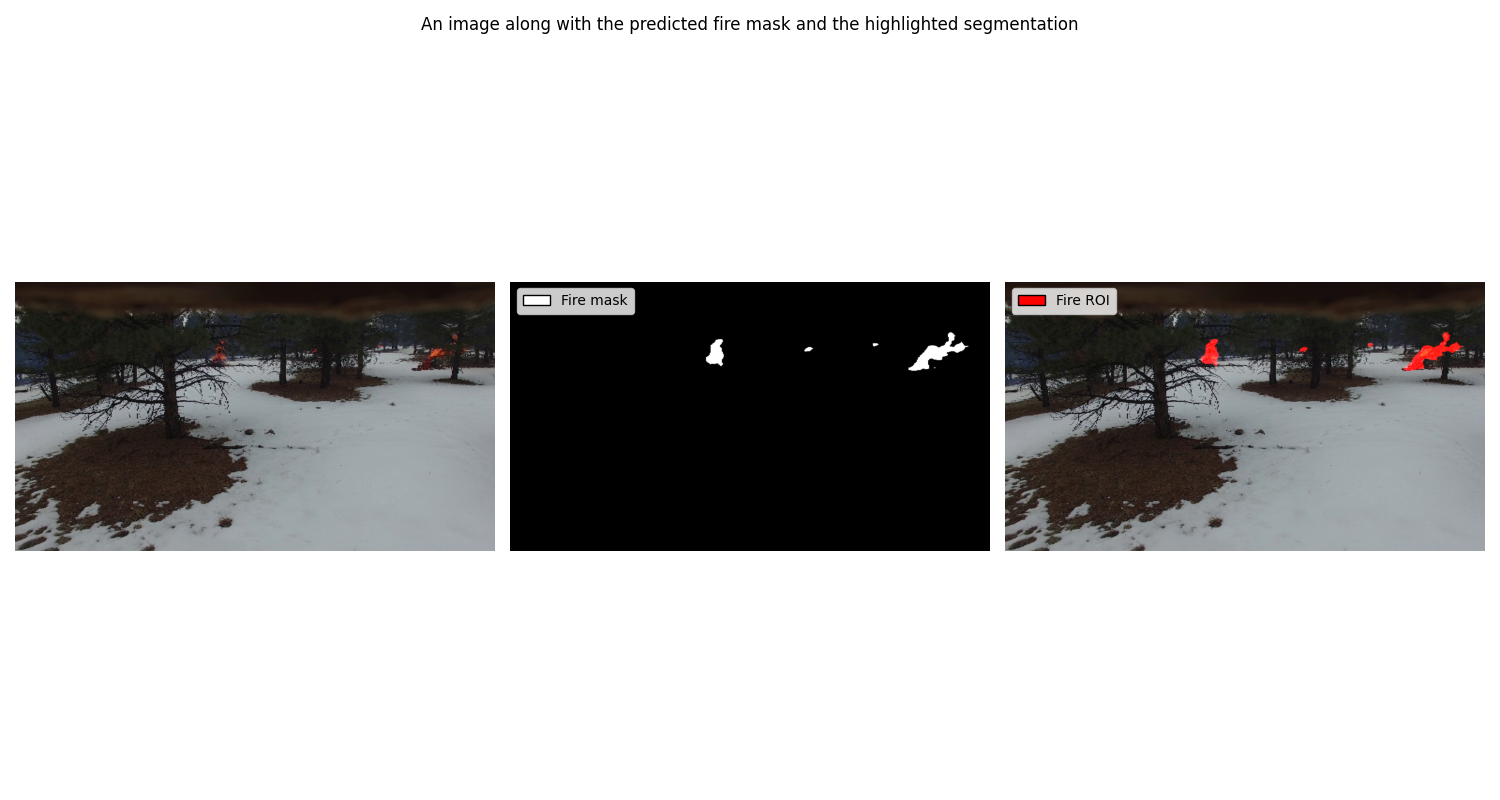 An image along with the predicted fire mask and the highlighted segmentation
Fire mask
Fire ROI